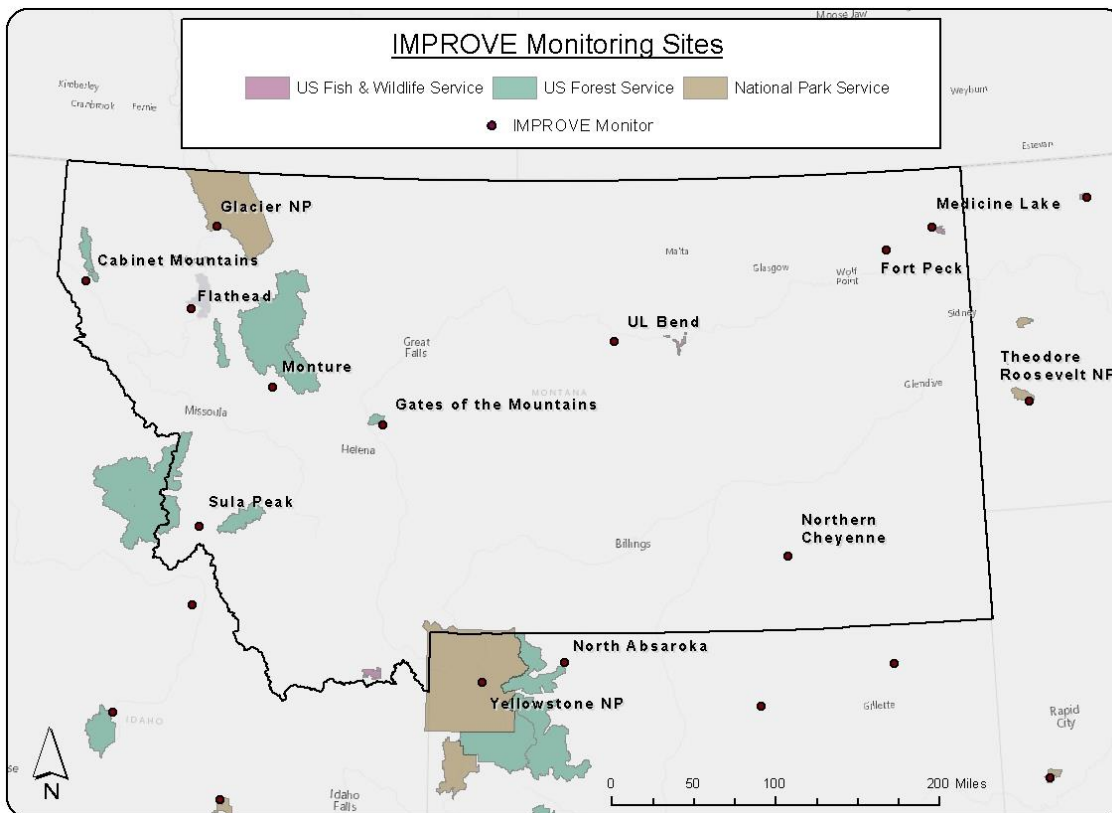 Moose Jaw
IMPROVE Monitoring Sites
US Fish & Wildlife Service
US Forest Service
National Park Service
IMPROVE Monitor
Kimberley
Cranbrook
Fernie
Weyburn
Estevan
Glacier NP
Medicine Lake
Cabinet Mountains
Malta
Glasgow
Wolf
Point
Fort Peck
Flathead
Sidney
UL Bend
Great
Falls
Theodore
Roosevelt NP
Monture
MONTANA
Glendive
Missoula
Gates of the Mountains
Helena
Sula Peak
Northern
Cheyenne
Billings
North Absaroka
Yellowstone NP
Gillette
IDAHO
Rapid
City
se
N
Idaho
Falls
0
50
100
200 Miles